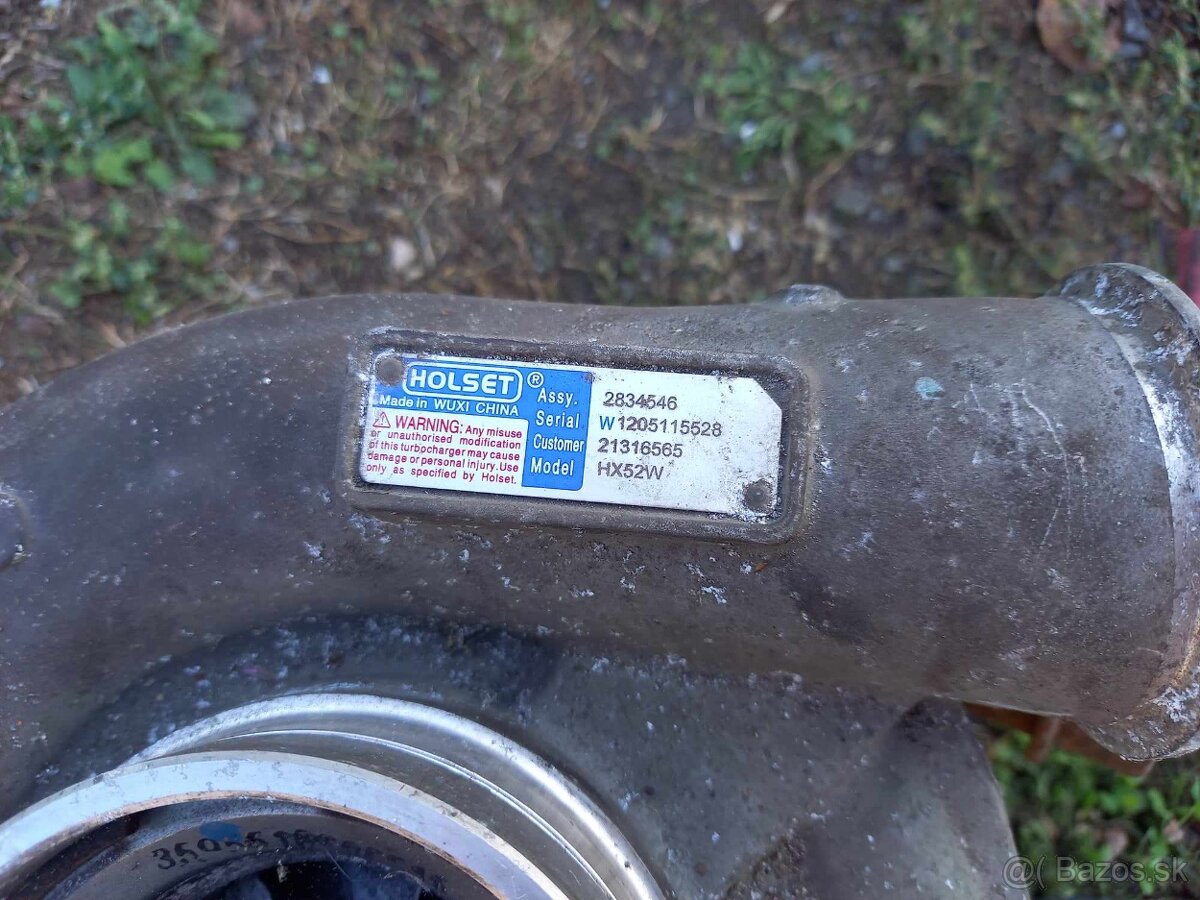 HOLSET ®
Made in WUXI CHINA
⚠ WARNING: Any misuse
or unauthorised modification
of this turbocharger may cause
damage or personal injury. Use
only as specified by Holset.
Assy. 2834546
Serial W1205115528
Customer 21316565
Model HX52W
@( Bazos.sk